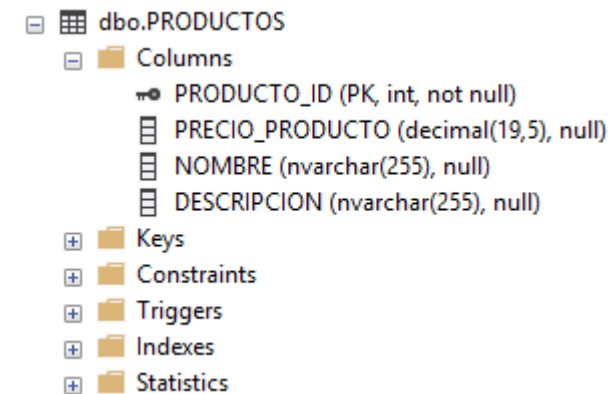 dbo.PRODUCTOS
Columns
PRODUCTO_ID (PK, int, not null)
PRECIO_PRODUCTO (decimal(19,5), null)
NOMBRE (nvarchar(255), null)
DESCRIPCION (nvarchar(255), null)
Keys
Constraints
Triggers
Indexes
Statistics